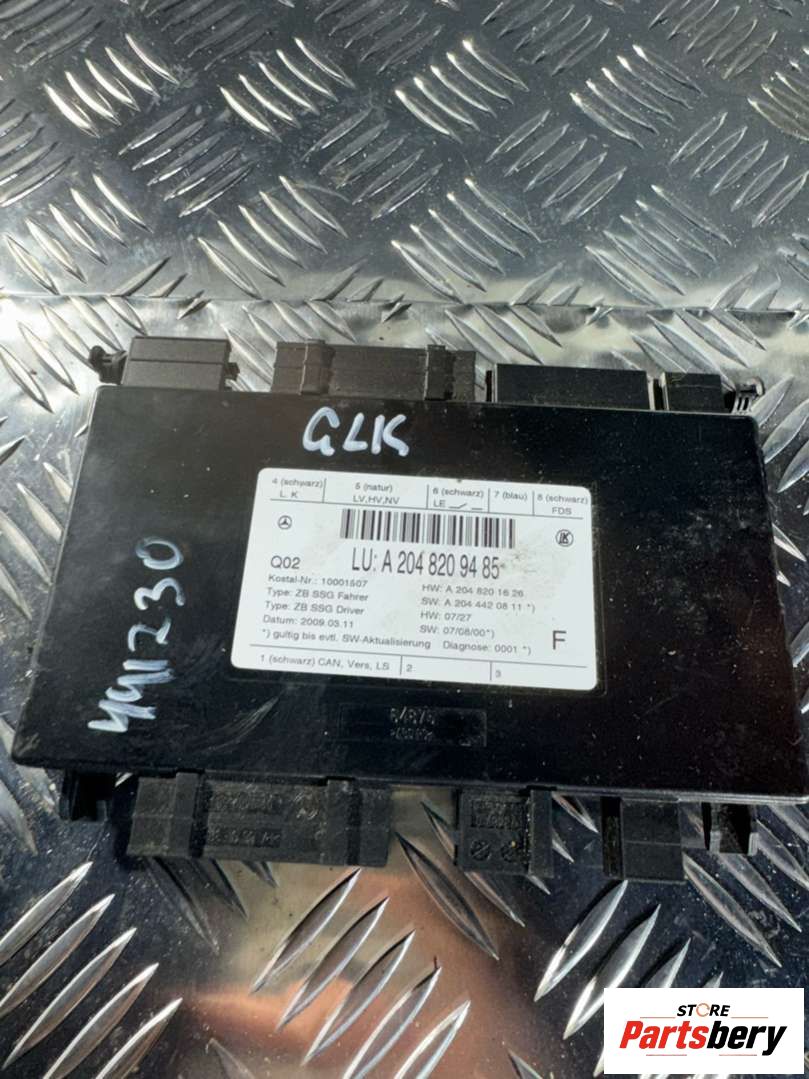 GLK
441230
4 (schwarz) 5 (natur) 6 (schwarz) 7 (blau) 8 (schwarz)
L. K LV,HV,NV LE FDS
LU: A 204 820 94 85
Q02
Kostal-Nr.: 10001507 HW: A 204 820 16 26
Type: ZB SSG Fahrer SW: A 204 442 08 11 *)
Type: ZB SSG Driver HW: 07/27
Datum: 2009.03.11 SW: 07/08/00*)
*) gultig bis evtl. SW-Aktualisierung Diagnose: 0001 *)
F
1 (schwarz) CAN, Vers, LS 2 3
STORE
Partsbery